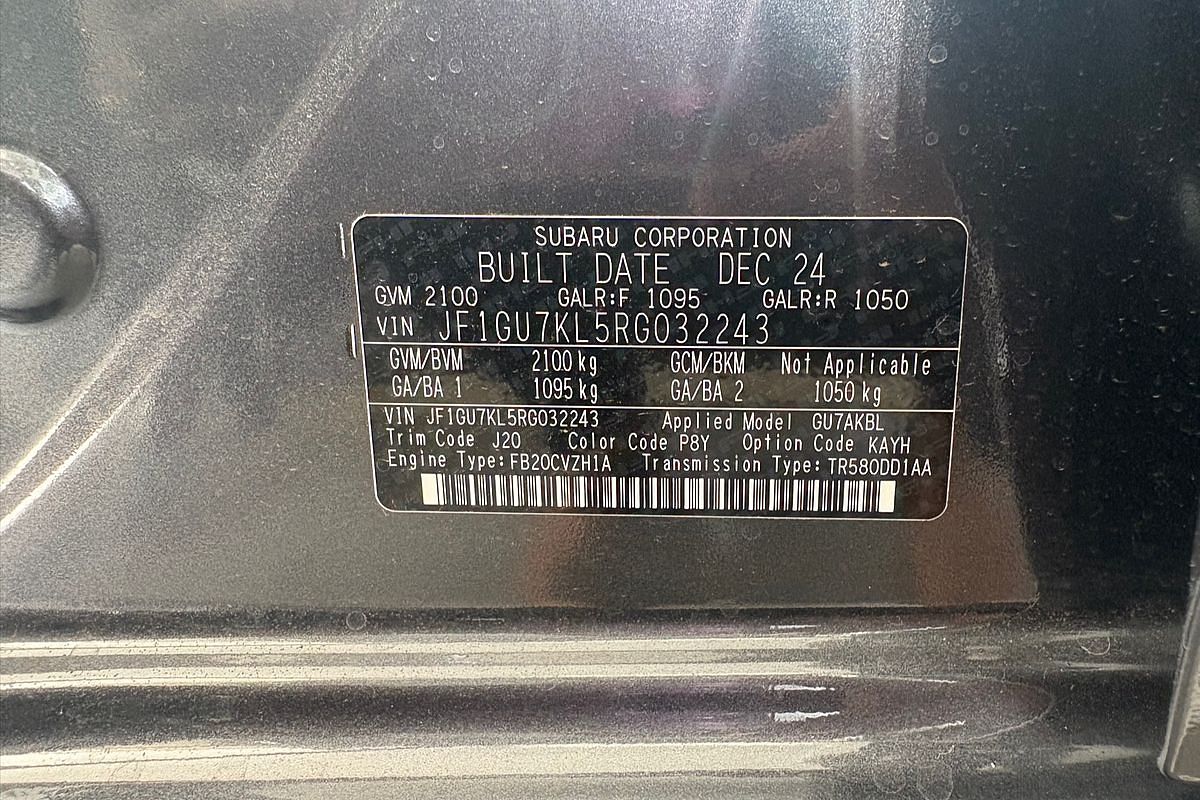 SUBARU CORPORATION
BUILT DATE DEC 24
GVM 2100 GALR:F 1095 GALR:R 1050
VIN JF1GU7KL5RG032243
GVM/BVM 2100 kg GCM/BKM Not Applicable
GA/BA 1 1095 kg GA/BA 2 1050 kg
VIN JF1GU7KL5RG032243 Applied Model GU7AKBL
Trim Code J20 Color Code P8Y Option Code KAYH
Engine Type:FB20CVZH1A Transmission Type:TR580DD1AA